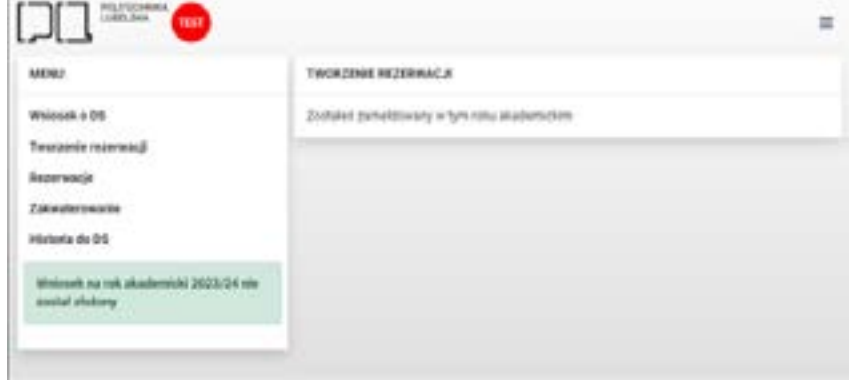 POLITECHNIKA
LUBELSKA
TEST
MENU
Wniosek o DS
Tworzenie rezerwacji
Rezerwacje
Zakwaterowanie
Historia do DS
Wniosek na rok akademicki 2023/24 nie
został złożony
TWORZENIE REZERWACJI
Zostałeś zameldowany w tym roku akademickim